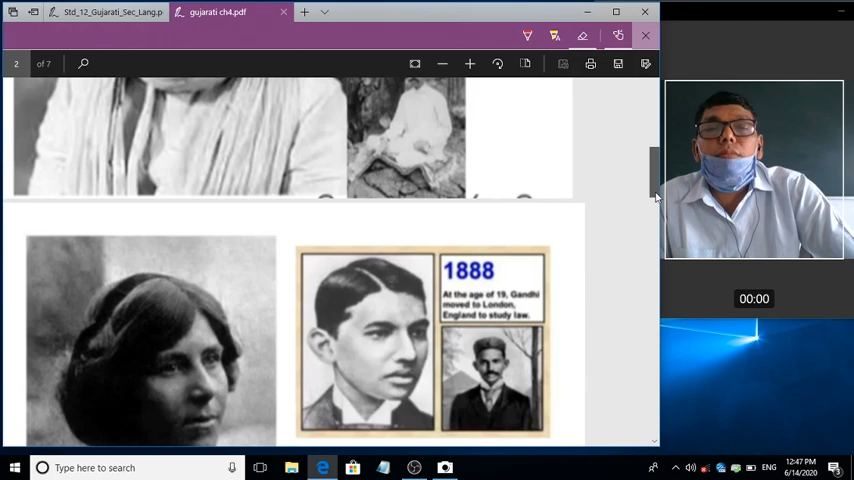 Std_12_Gujarati_Sec_Lang.p
gujarati ch4.pdf
2
of 7
1888
At the age of 19, Gandhi
moved to London,
England to study law.
00:00
Type here to search
ENG
12:47 PM
6/14/2020
3